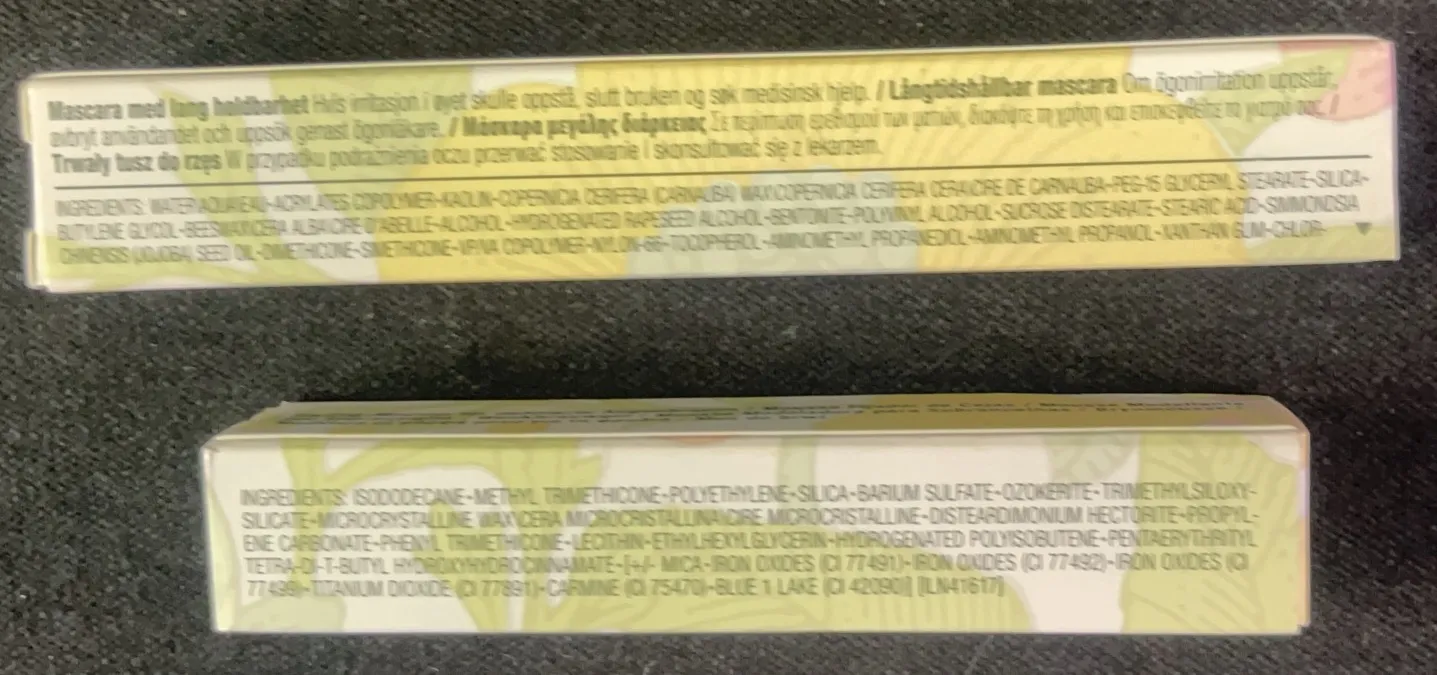 Mascara med lang holdbarhet Hvis irritasjon i øyet skulle oppstå, slutt bruken og søk medisinsk hjelp. / Långtidshållbar mascara Om ögonirritation uppstår,
avbryt användandet och uppsök genast ögonläkare. / Μάσκαρα μεγάλης διάρκειας Σε περίπτωση ερεθισμού των ματιών, διακόψτε τη χρήση και επισκεφθείτε το γιατρό σας. /
Trwały tusz do rzęs W przypadku podrażnienia oczu przerwać stosowanie i skonsultować się z lekarzem.
INGREDIENTS: WATER\AQUA\EAU•ACRYLATES COPOLYMER•KAOLIN•COPERNICIA CERIFERA (CARNAUBA) WAX\COPERNICIA CERIFERA CERA\CIRE DE CARNAUBA•PEG-15 GLYCERYL STEARATE•SILICA•
BUTYLENE GLYCOL•BEESWAX\CERA ALBA\CIRE D'ABEILLE•ALCOHOL•HYDROGENATED RAPESEED ALCOHOL•BENTONITE•POLYVINYL ALCOHOL•SUCROSE DISTEARATE•STEARIC ACID•SIMMONDSIA
CHINENSIS (JOJOBA) SEED OIL•DIMETHICONE•SIMETHICONE•VP/VA COPOLYMER•NYLON-66•TOCOPHEROL•AMINOMETHYL PROPANEDIOL•AMINOMETHYL PROPANOL•XANTHAN GUM•CHLOR-
INGREDIENTS: ISODODECANE•METHYL TRIMETHICONE•POLYETHYLENE•SILICA•BARIUM SULFATE•OZOKERITE•TRIMETHYLSILOXY-
SILICATE•MICROCRYSTALLINE WAX\CERA MICROCRISTALLINA\CIRE MICROCRISTALLINE•DISTEARDIMONIUM HECTORITE•PROPYL-
ENE CARBONATE•PHENYL TRIMETHICONE•LECITHIN•ETHYLHEXYLGLYCERIN•HYDROGENATED POLYISOBUTENE•PENTAERYTHRITYL
TETRA-DI-T-BUTYL HYDROXYHYDROCINNAMATE•[+/- MICA•IRON OXIDES (CI 77491)•IRON OXIDES (CI 77492)•IRON OXIDES (CI
77499)•TITANIUM DIOXIDE (CI 77891)•CARMINE (CI 75470)•BLUE 1 LAKE (CI 42090)] [ILN41617]